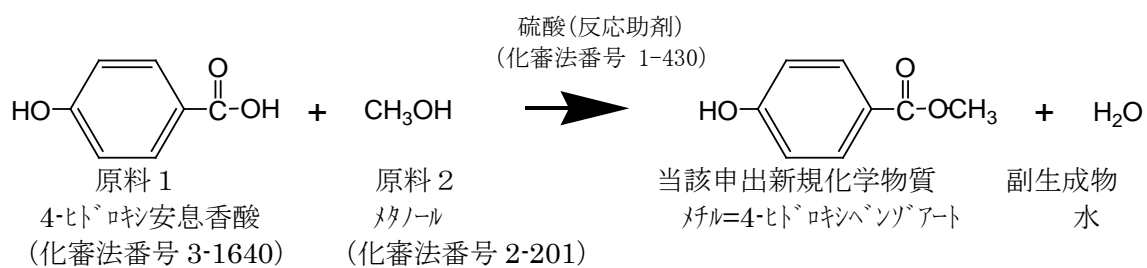 硫酸(反応助剤)
(化審法番号 1-430)
HO C O OH + CH₃OH HO C O OCH₃ + H₂O
原料1 原料2 当該申出新規化学物質 副生成物
4-ﾋﾄﾞﾛｷｼ安息香酸 ﾒﾀﾉｰﾙ ﾒﾁﾙ=4-ﾋﾄﾞﾛｷｼﾍﾞﾝｿﾞｱｰﾄ 水
(化審法番号 3-1640) (化審法番号 2-201)